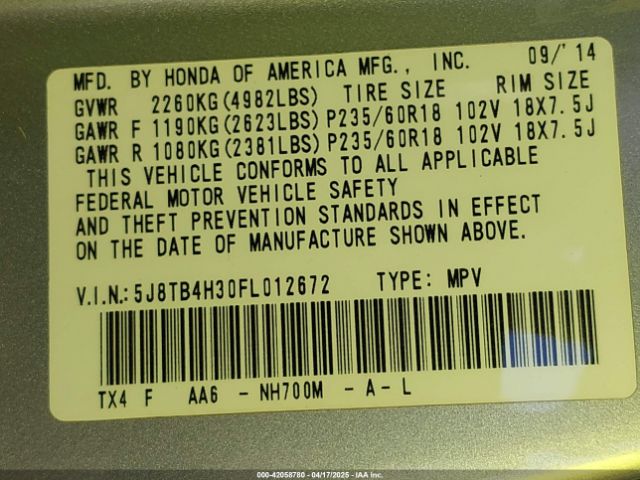 09/'14
MFD. BY HONDA OF AMERICA MFG., INC.
GVWR 2260KG(4982LBS) TIRE SIZE RIM SIZE
GAWR F 1190KG(2623LBS) P235/60R18 102V 18X7.5J
GAWR R 1080KG(2381LBS) P235/60R18 102V 18X7.5J
THIS VEHICLE CONFORMS TO ALL APPLICABLE
FEDERAL MOTOR VEHICLE SAFETY
AND THEFT PREVENTION STANDARDS IN EFFECT
ON THE DATE OF MANUFACTURE SHOWN ABOVE.
V.I.N.:5J8TB4H30FL012672 TYPE: MPV
TX4 F AA6 - NH700M - A - L
000-42058780 - 04/17/2025 - IAA Inc.